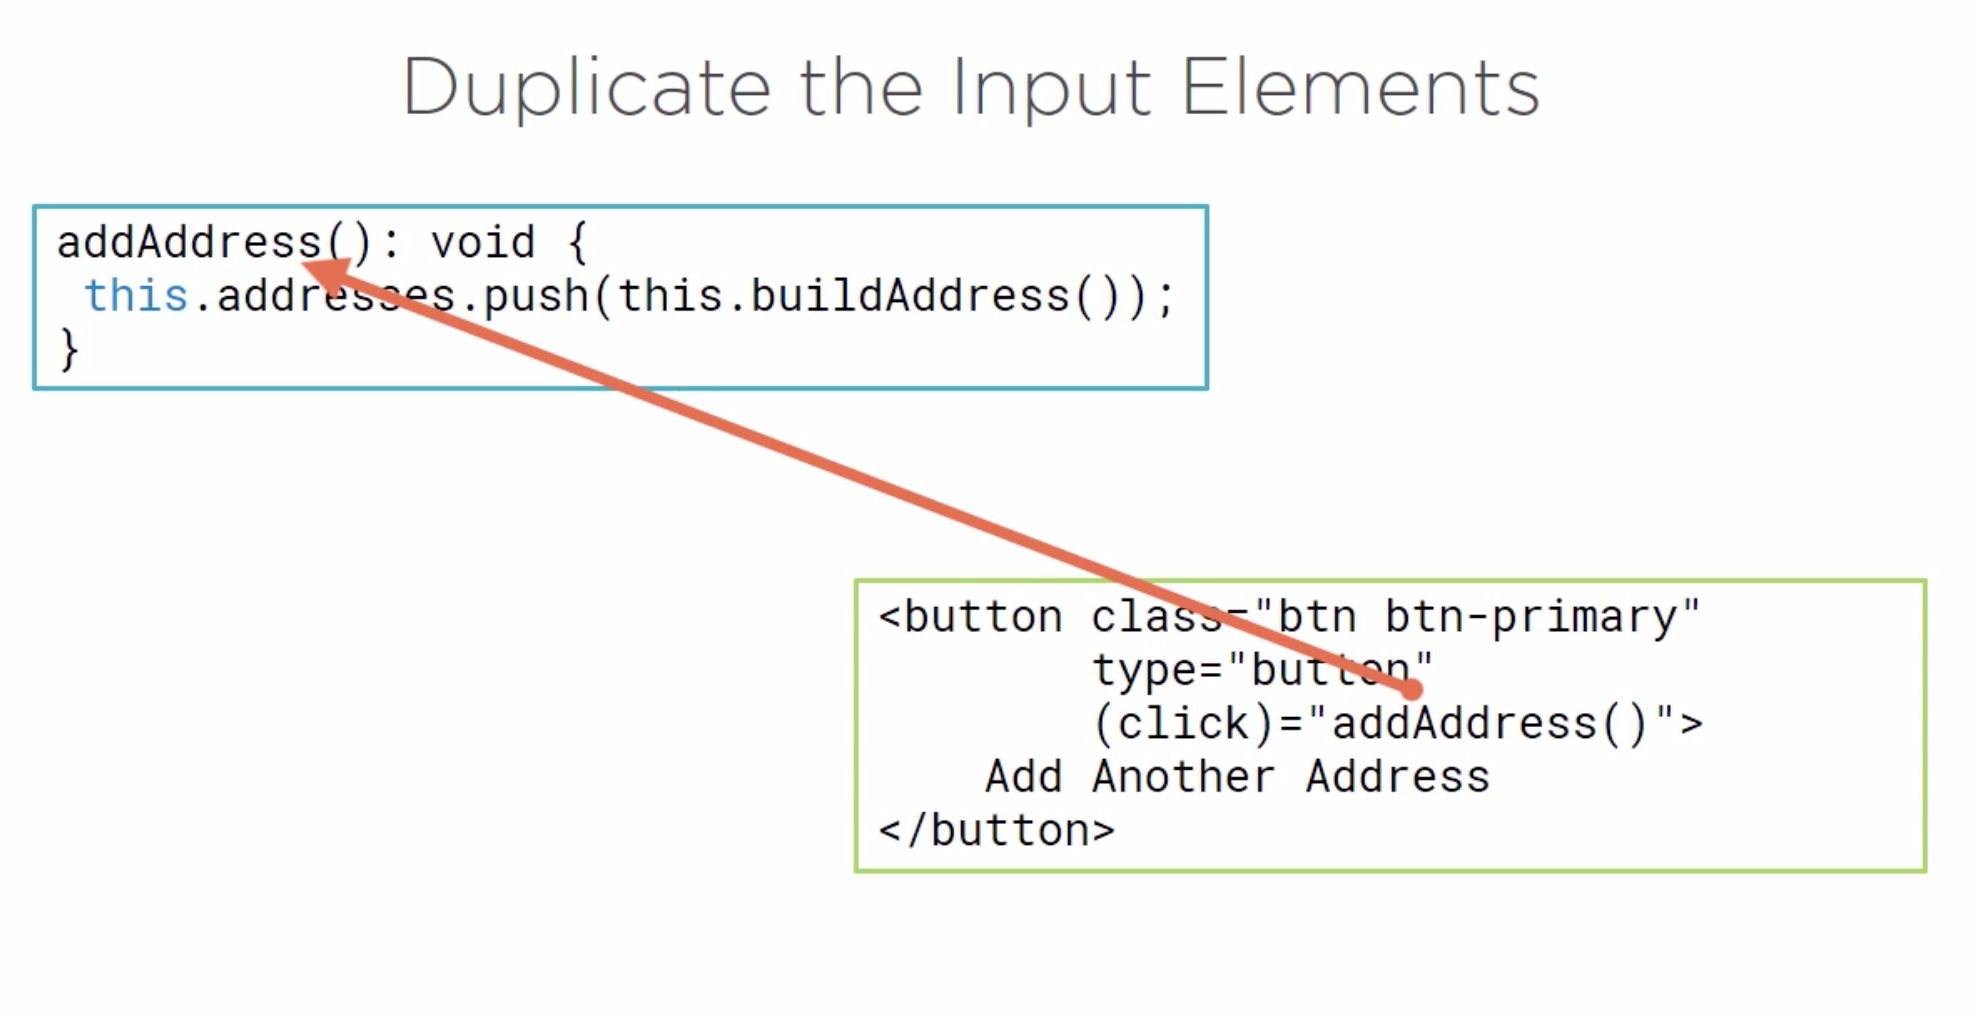 Duplicate the Input Elements
addAddress(): void {
 this.addresses.push(this.buildAddress());
}
<button class="btn btn-primary"
        type="button"
        (click)="addAddress()">
    Add Another Address
</button>